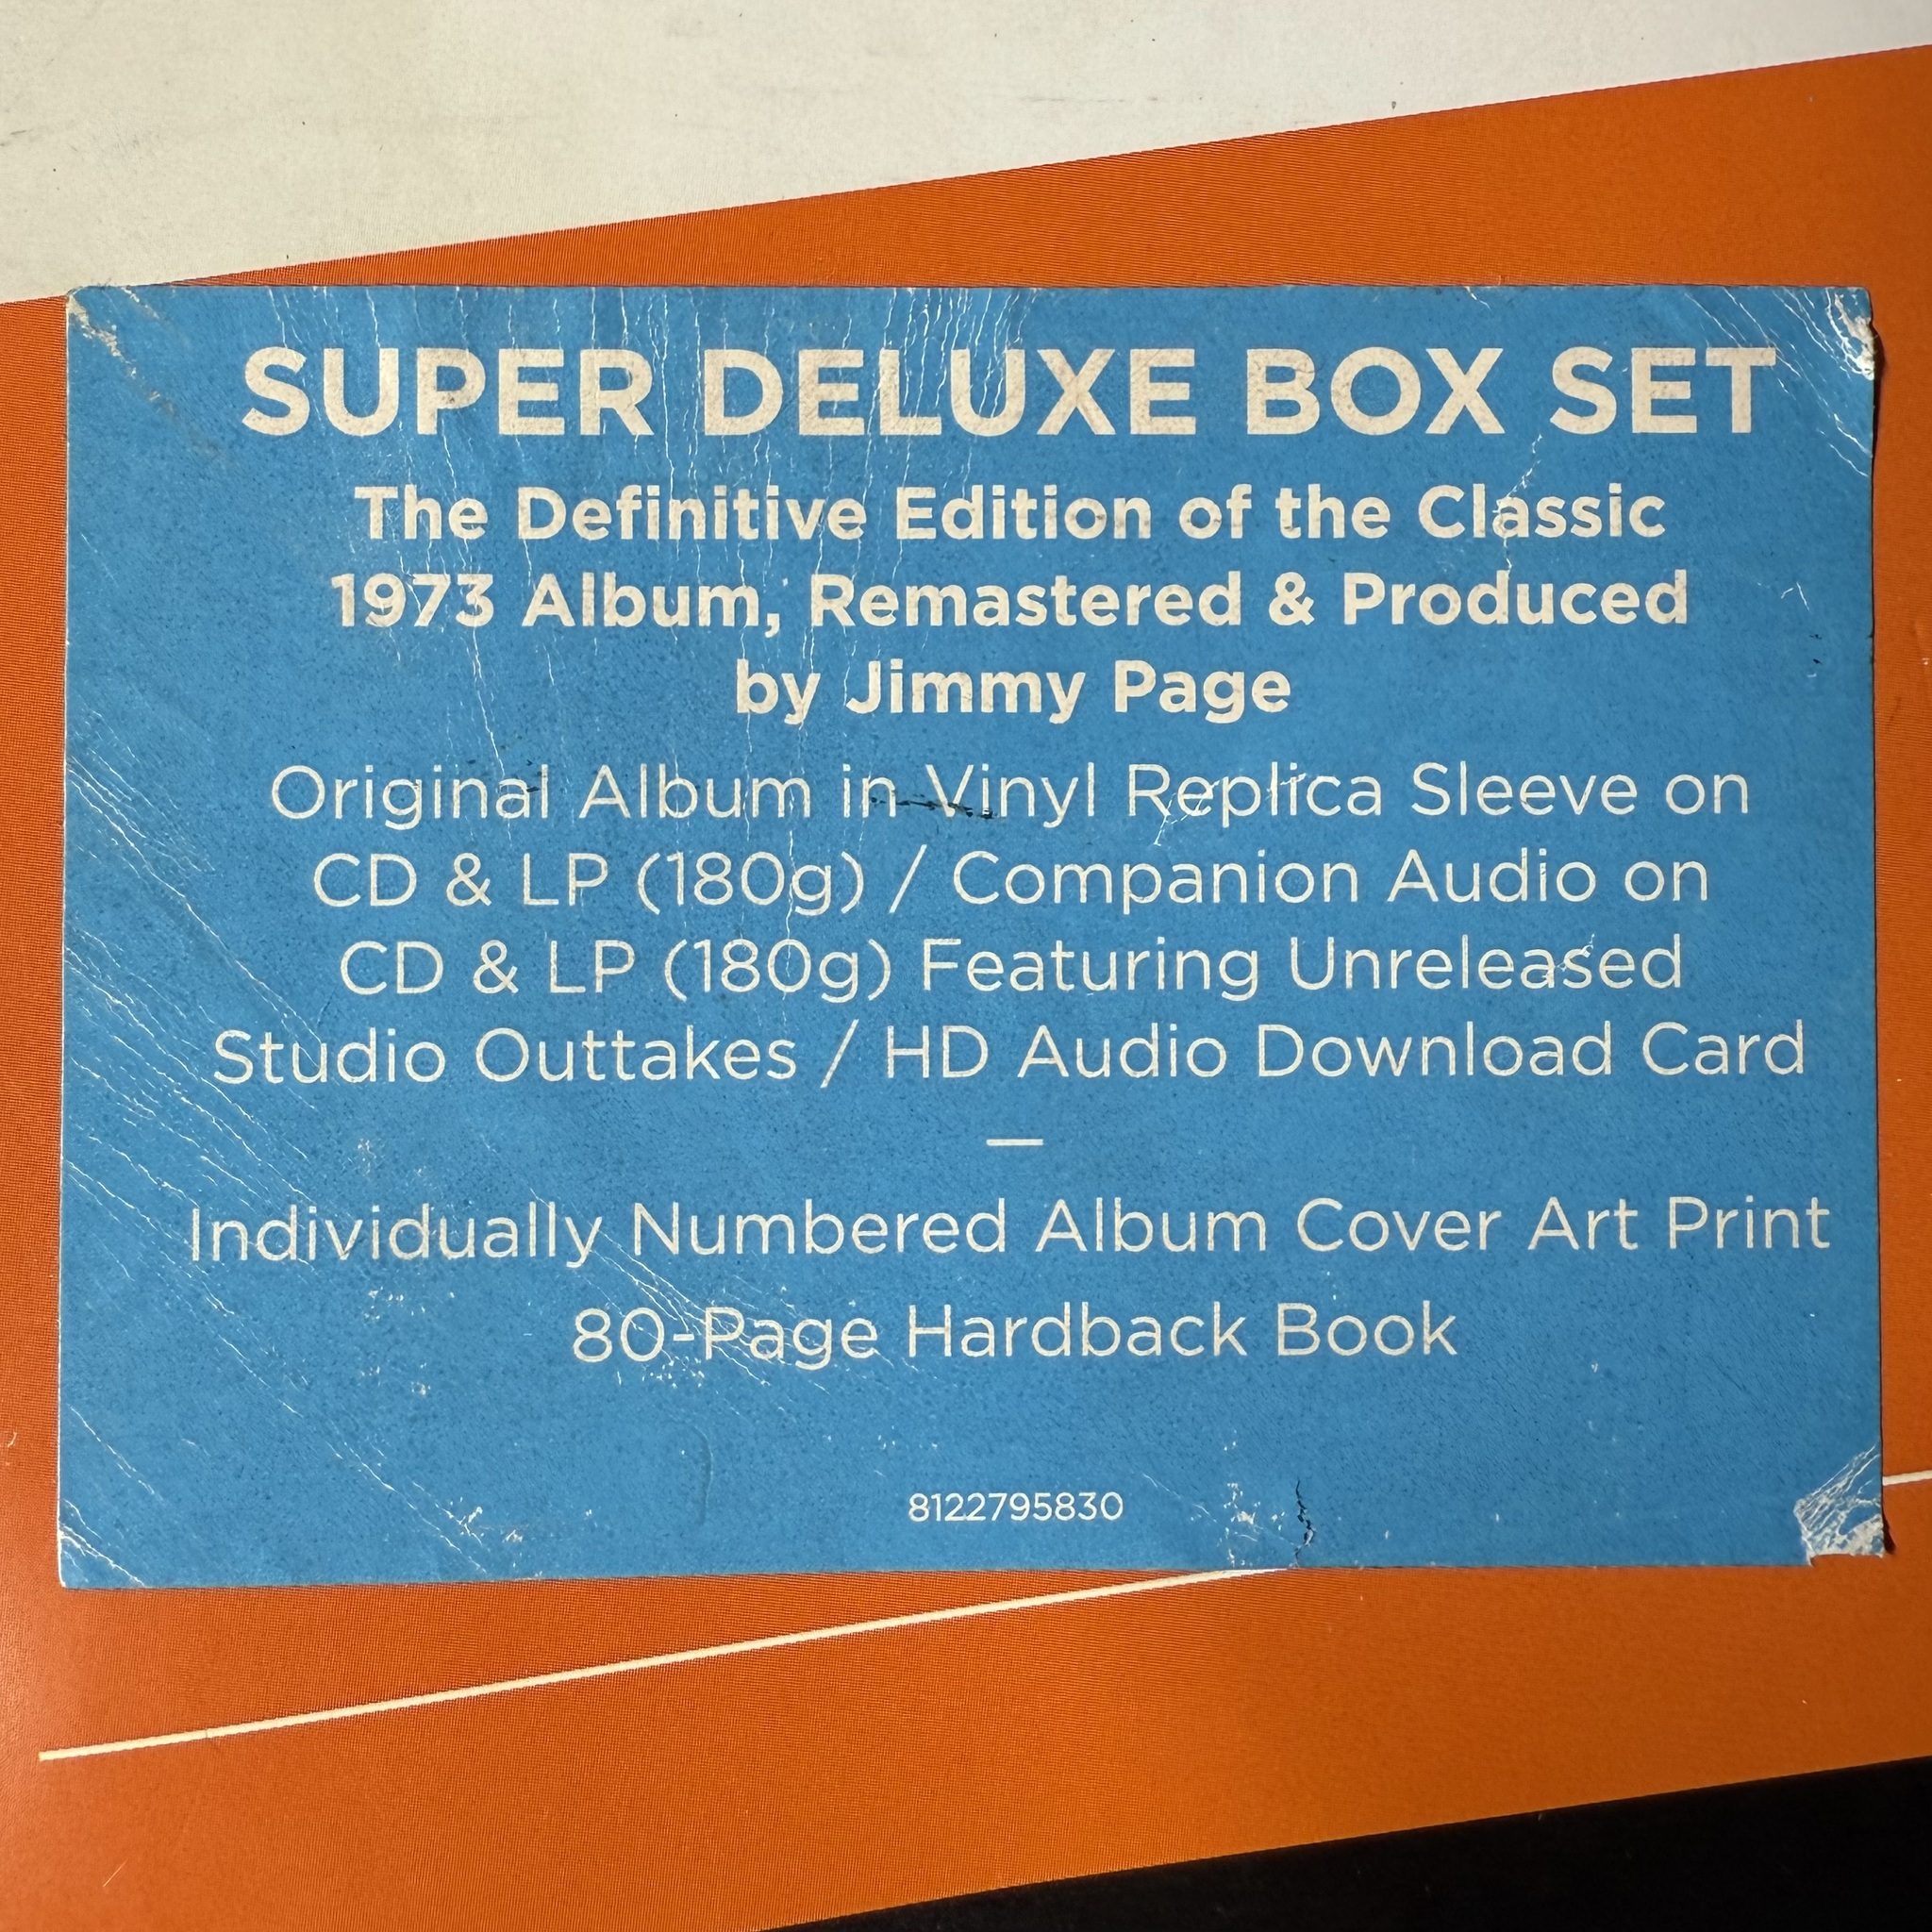 SUPER DELUXE BOX SET
The Definitive Edition of the Classic
1973 Album, Remastered & Produced
by Jimmy Page
Original Album in Vinyl Replica Sleeve on
CD & LP (180g) / Companion Audio on
CD & LP (180g) Featuring Unreleased
Studio Outtakes / HD Audio Download Card
—
Individually Numbered Album Cover Art Print
80-Page Hardback Book
8122795830